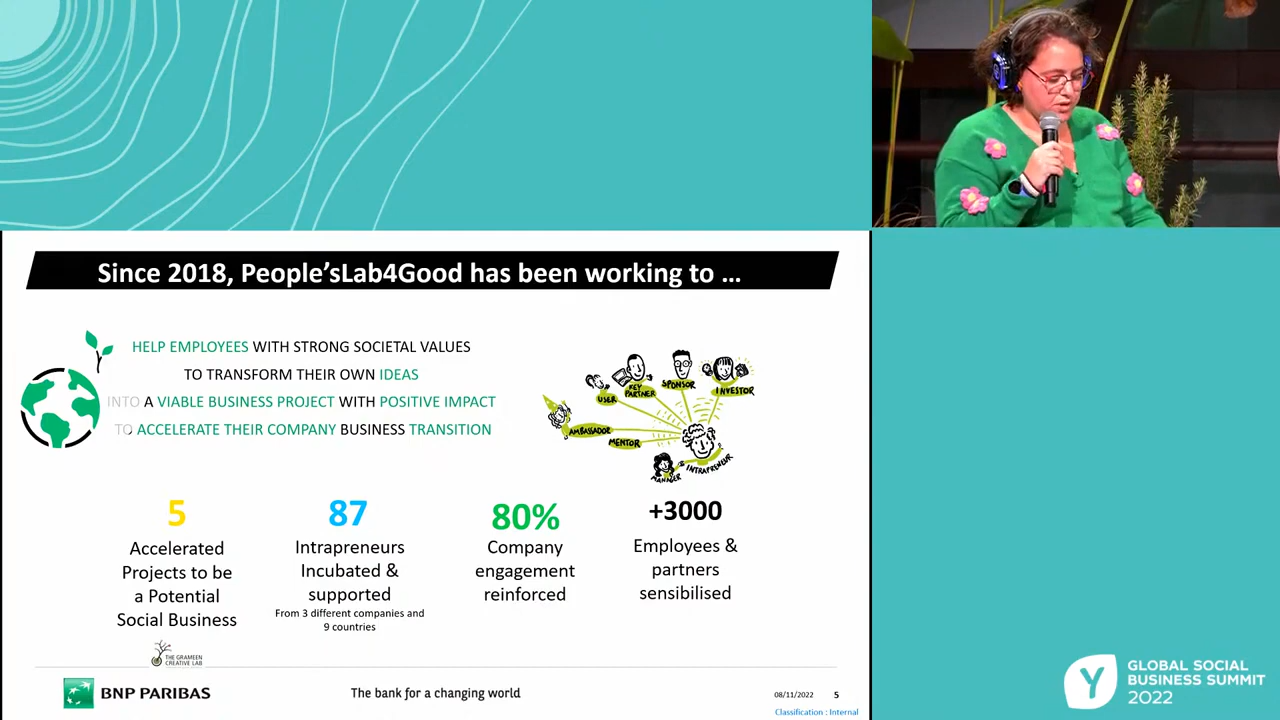 Since 2018, People'sLab4Good has been working to …
HELP EMPLOYEES WITH STRONG SOCIETAL VALUES
TO TRANSFORM THEIR OWN IDEAS
INTO A VIABLE BUSINESS PROJECT WITH POSITIVE IMPACT
TO ACCELERATE THEIR COMPANY BUSINESS TRANSITION
USER
KEY
PARTNER
SPONSOR
INVESTOR
AMBASSADOR
MENTOR
MANAGER
INTRAPRENEUR
5
Accelerated
Projects to be
a Potential
Social Business
87
Intrapreneurs
Incubated &
supported
From 3 different companies and
9 countries
80%
Company
engagement
reinforced
+3000
Employees &
partners
sensibilised
THE GRAMEEN
CREATIVE LAB
BNP PARIBAS
The bank for a changing world
08/11/2022 5
Classification : Internal
Y
GLOBAL SOCIAL
BUSINESS SUMMIT
2022